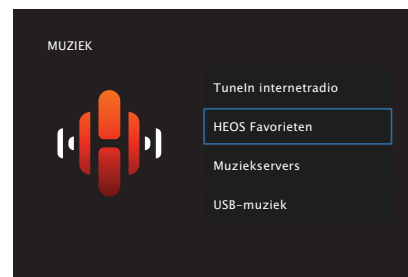 MUZIEK
TuneIn internetradio
HEOS Favorieten
Muziekservers
USB-muziek